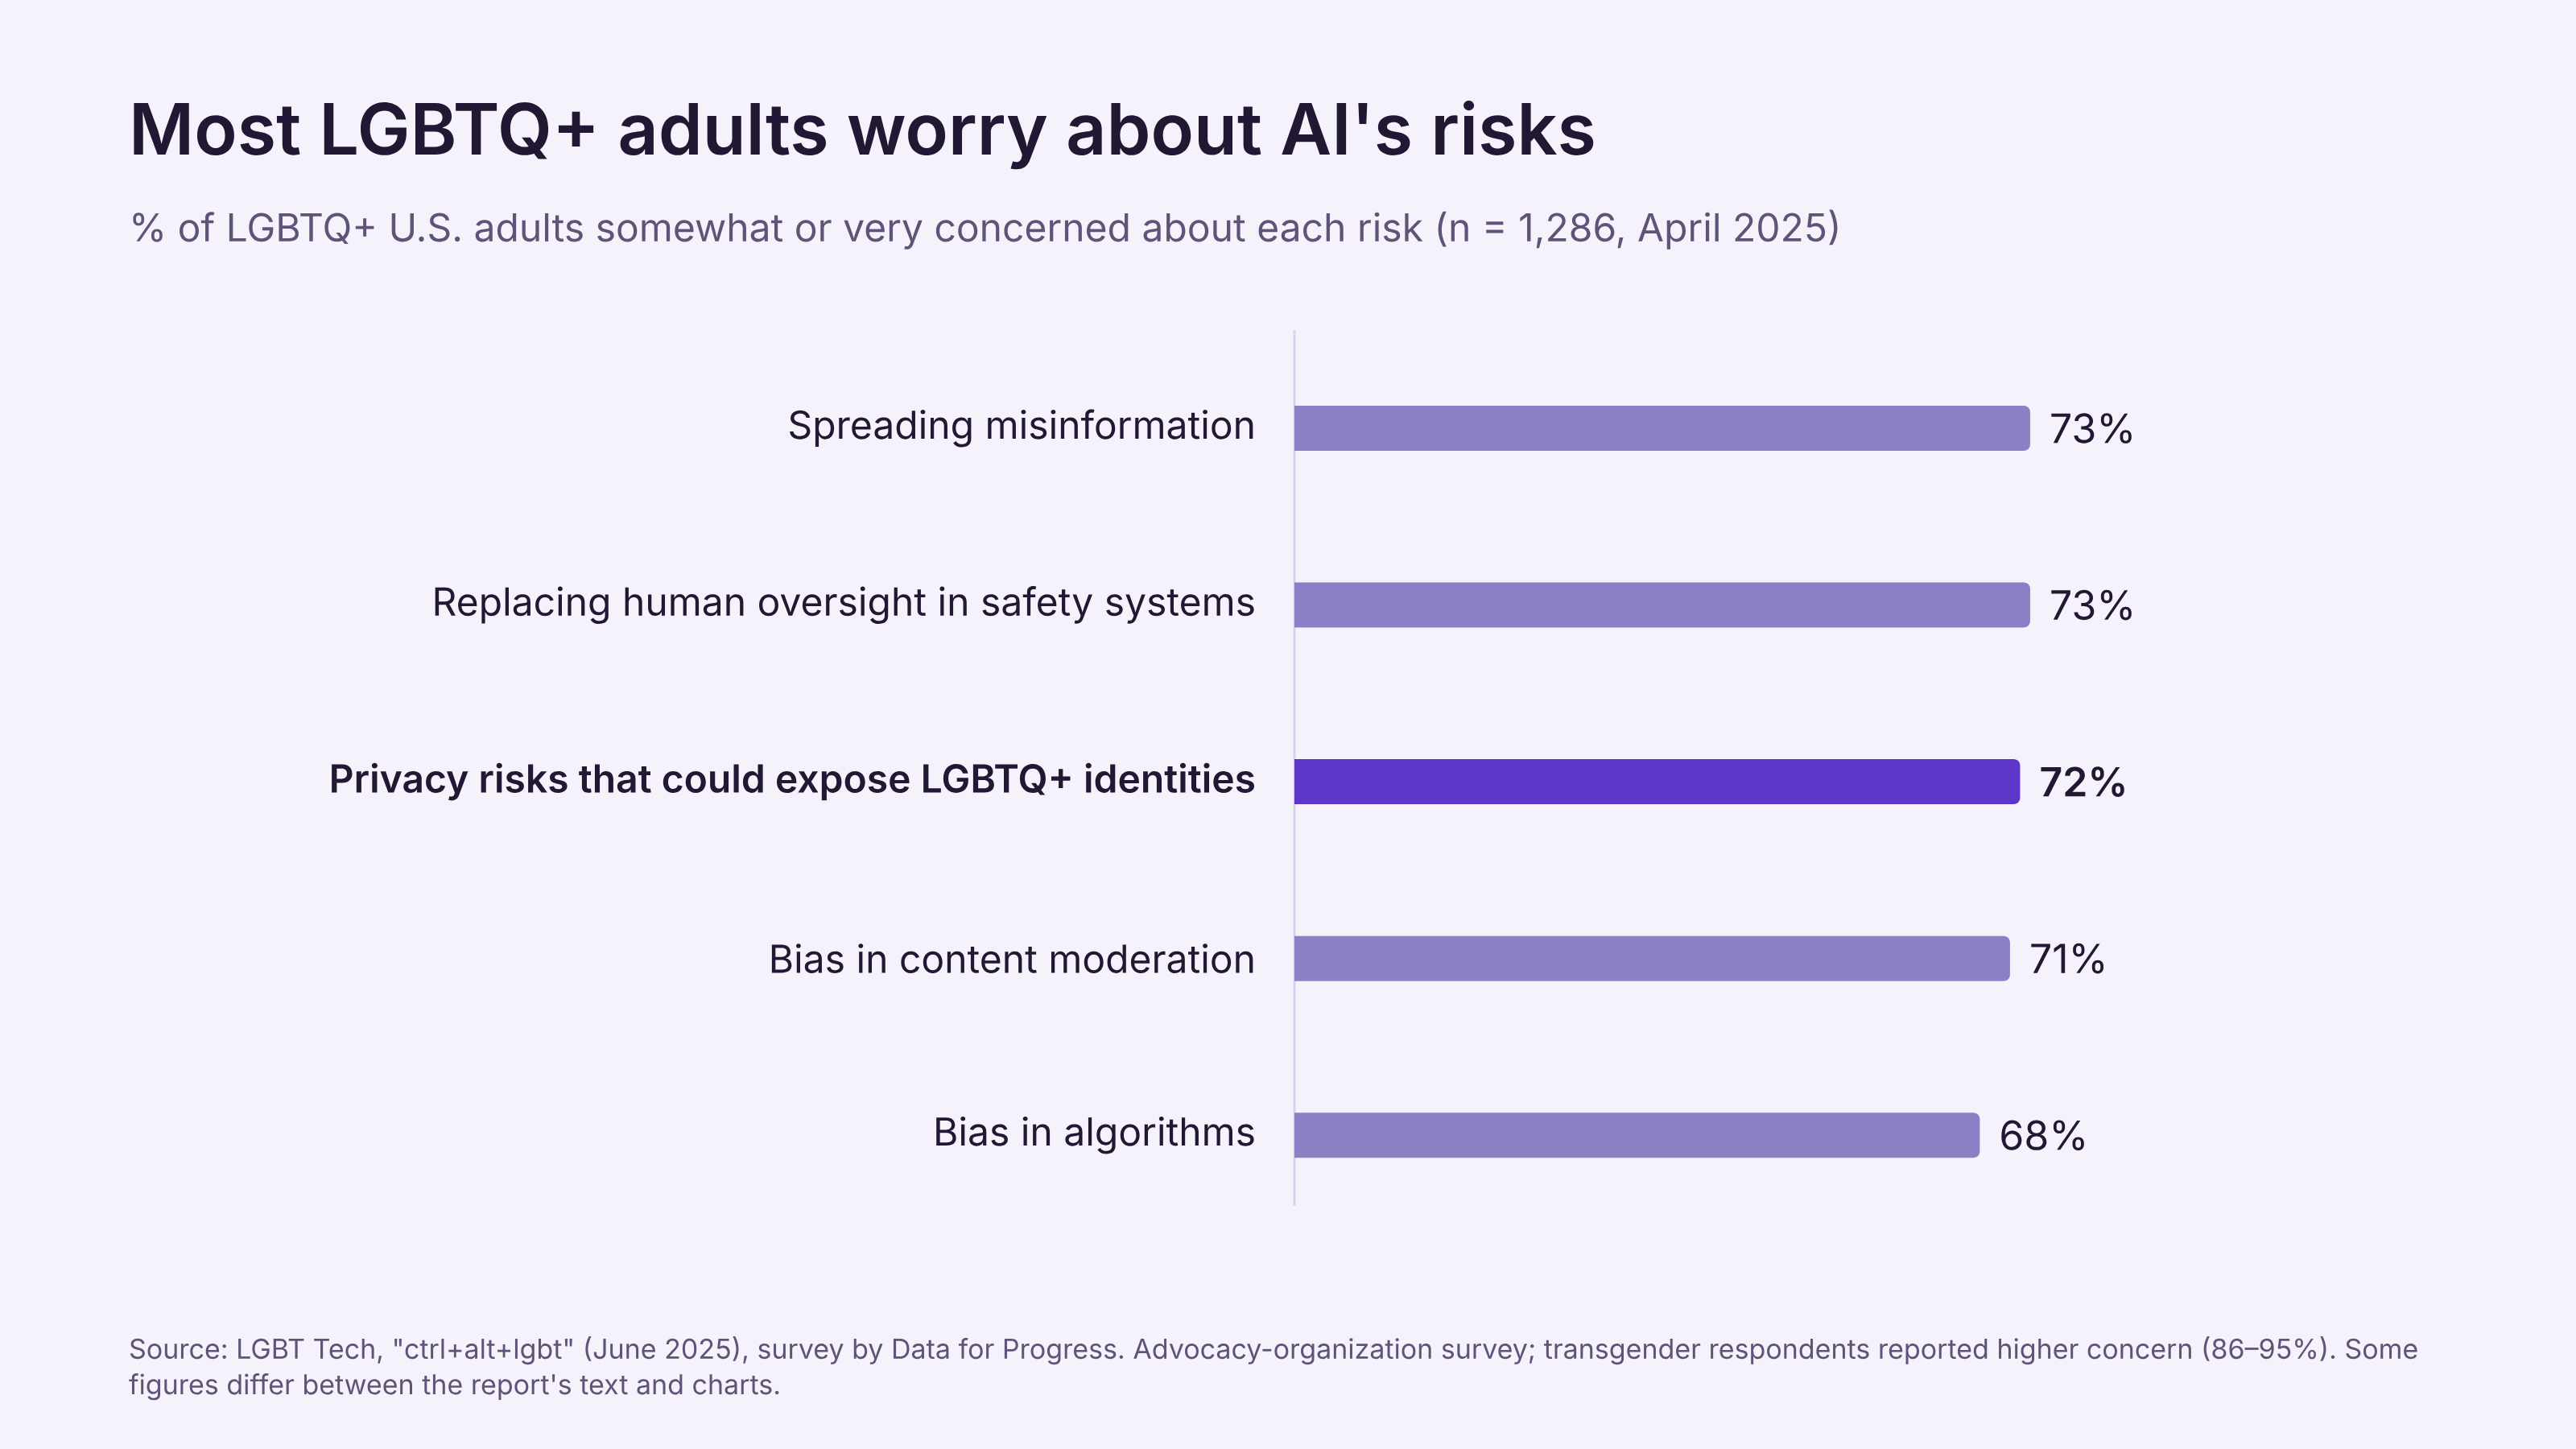 Most LGBTQ+ adults worry about AI's risks
% of LGBTQ+ U.S. adults somewhat or very concerned about each risk (n = 1,286, April 2025)
Spreading misinformation 73%
Replacing human oversight in safety systems 73%
Privacy risks that could expose LGBTQ+ identities 72%
Bias in content moderation 71%
Bias in algorithms 68%
Source: LGBT Tech, "ctrl+alt+lgbt" (June 2025), survey by Data for Progress. Advocacy-organization survey; transgender respondents reported higher concern (86–95%). Some
figures differ between the report's text and charts.